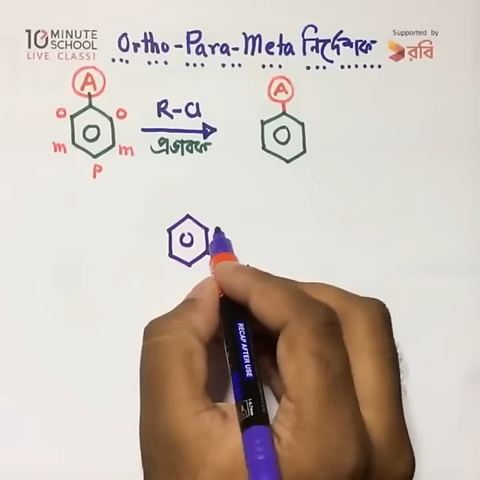 10 MINUTE SCHOOL
LIVE CLASS!
Supported by
রবি
Ortho-Para-Meta নির্দেশক
A
A
o o
R-Cl
m m
প্রভাবক
P
RECAP AFTER USE